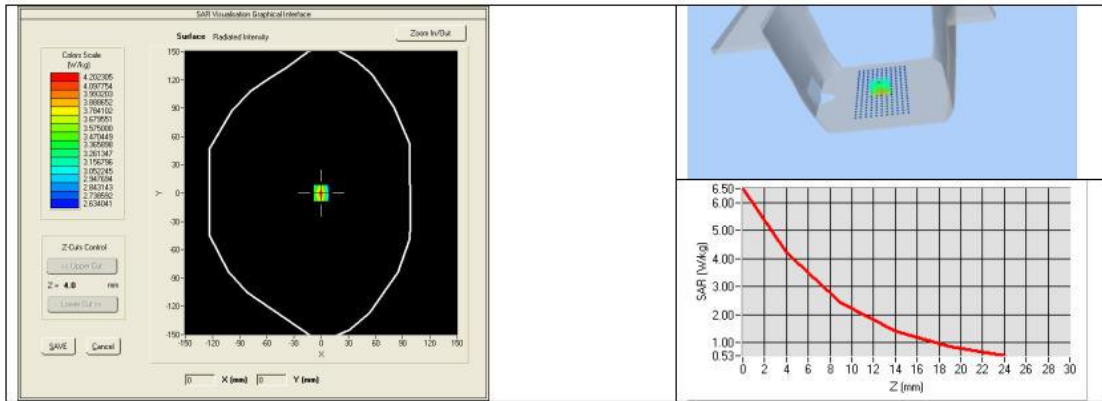 SAR Visualisation Graphical Interface
Surface Radiated Intensity
Zoom In/Out
Colors Scale
(W/kg)
4.202305
4.097754
3.993203
3.888652
3.784102
3.679551
3.575000
3.470449
3.365898
3.261347
3.156796
3.052245
2.947694
2.843143
2.738592
2.634041
Z-Cuts Control
<< Upper Cut
Z = 4.0 mm
Lower Cut >>
SAVE Cancel
150
120
90
60
30
0
-30
-60
-90
-120
-150
Y
-150 -120 -90 -60 -30 0 30 60 90 120 150
X
0 X (mm) 0 Y (mm)
6.50
6.00
5.00
4.00
3.00
2.00
1.00
0.53
SAR (W/kg)
0 2 4 6 8 10 12 14 16 18 20 22 24 26 28 30
Z (mm)